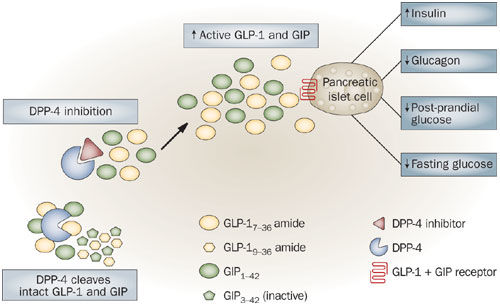 ↑ Active GLP-1 and GIP
↑ Insulin
↓ Glucagon
Pancreatic
islet cell
↓ Post-prandial
glucose
↓ Fasting glucose
DPP-4 inhibition
DPP-4 cleaves
intact GLP-1 and GIP
GLP-1₇₋₃₆ amide
GLP-1₉₋₃₆ amide
GIP₁₋₄₂
GIP₃₋₄₂ (inactive)
DPP-4 inhibitor
DPP-4
GLP-1 + GIP receptor